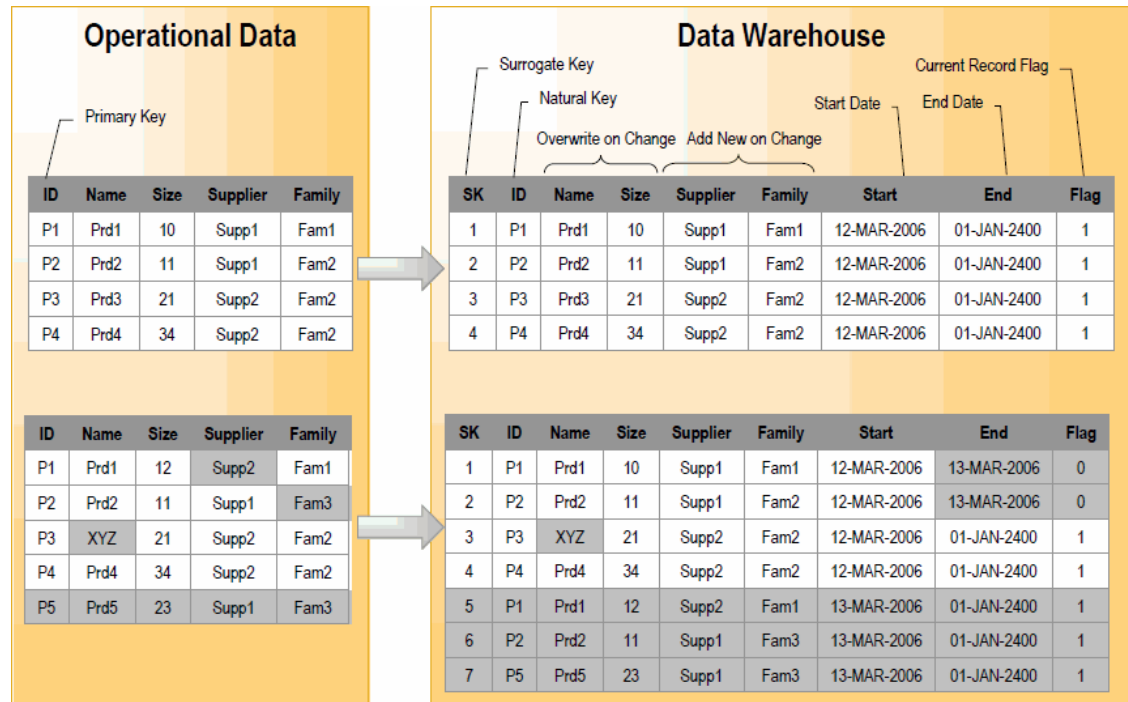 Operational Data
Primary Key
ID Name Size Supplier Family
P1 Prd1 10 Supp1 Fam1
P2 Prd2 11 Supp1 Fam2
P3 Prd3 21 Supp2 Fam2
P4 Prd4 34 Supp2 Fam2
ID Name Size Supplier Family
P1 Prd1 12 Supp2 Fam1
P2 Prd2 11 Supp1 Fam3
P3 XYZ 21 Supp2 Fam2
P4 Prd4 34 Supp2 Fam2
P5 Prd5 23 Supp1 Fam3
Data Warehouse
Surrogate Key
Current Record Flag
Natural Key
Start Date
End Date
Overwrite on Change
Add New on Change
SK ID Name Size Supplier Family Start End Flag
1 P1 Prd1 10 Supp1 Fam1 12-MAR-2006 01-JAN-2400 1
2 P2 Prd2 11 Supp1 Fam2 12-MAR-2006 01-JAN-2400 1
3 P3 Prd3 21 Supp2 Fam2 12-MAR-2006 01-JAN-2400 1
4 P4 Prd4 34 Supp2 Fam2 12-MAR-2006 01-JAN-2400 1
SK ID Name Size Supplier Family Start End Flag
1 P1 Prd1 10 Supp1 Fam1 12-MAR-2006 13-MAR-2006 0
2 P2 Prd2 11 Supp1 Fam2 12-MAR-2006 13-MAR-2006 0
3 P3 XYZ 21 Supp2 Fam2 12-MAR-2006 01-JAN-2400 1
4 P4 Prd4 34 Supp2 Fam2 12-MAR-2006 01-JAN-2400 1
5 P1 Prd1 12 Supp2 Fam1 13-MAR-2006 01-JAN-2400 1
6 P2 Prd2 11 Supp1 Fam3 13-MAR-2006 01-JAN-2400 1
7 P5 Prd5 23 Supp1 Fam3 13-MAR-2006 01-JAN-2400 1